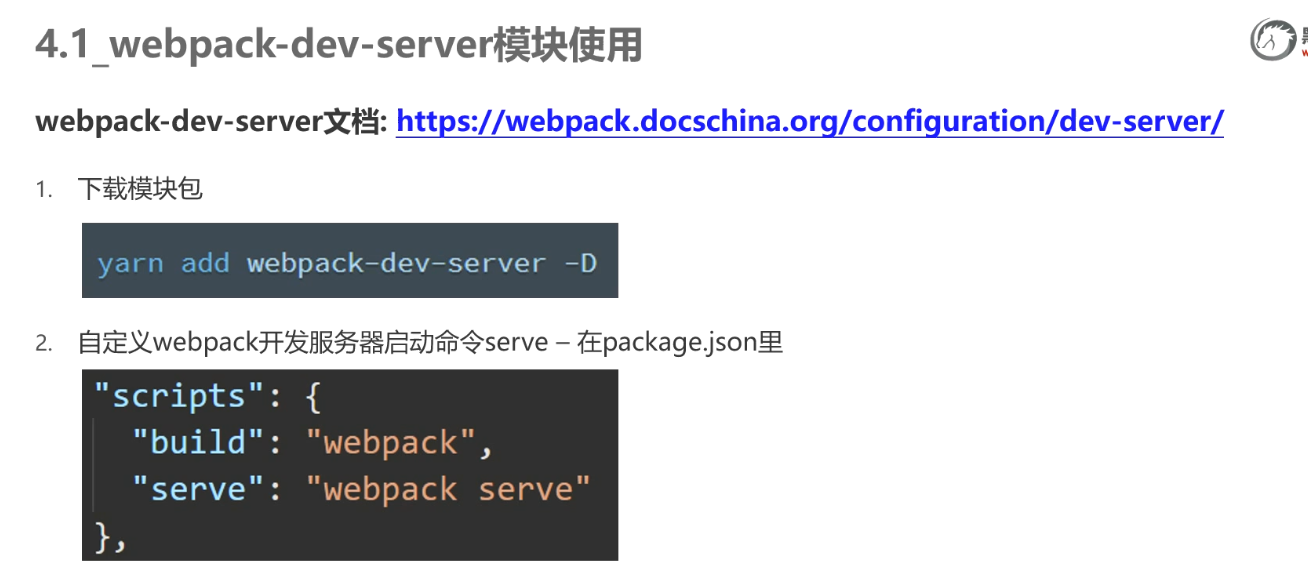 4.1_webpack-dev-server模块使用
webpack-dev-server文档: https://webpack.docschina.org/configuration/dev-server/
1. 下载模块包
yarn add webpack-dev-server -D
2. 自定义webpack开发服务器启动命令serve – 在package.json里
"scripts": {
"build": "webpack",
"serve": "webpack serve"
},